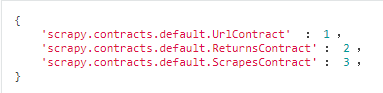 {
    'scrapy.contracts.default.UrlContract' : 1 ,
    'scrapy.contracts.default.ReturnsContract' : 2 ,
    'scrapy.contracts.default.ScrapesContract' : 3 ,
}